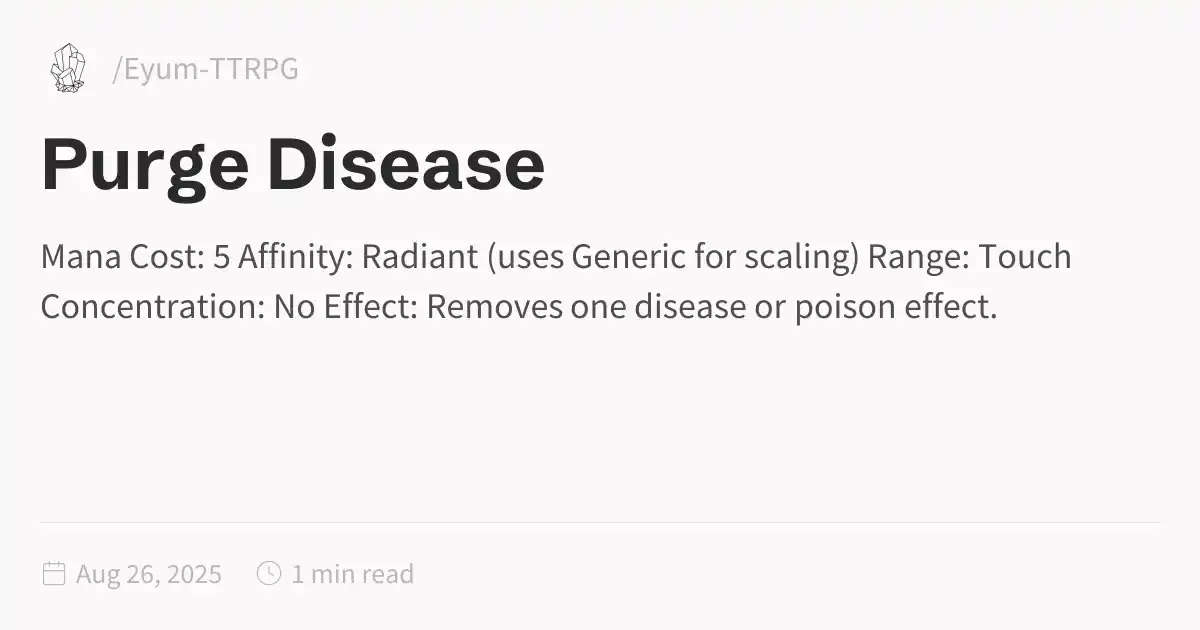 /Eyum-TTRPG
Purge Disease
Mana Cost: 5 Affinity: Radiant (uses Generic for scaling) Range: Touch
Concentration: No Effect: Removes one disease or poison effect.
Aug 26, 2025 1 min read